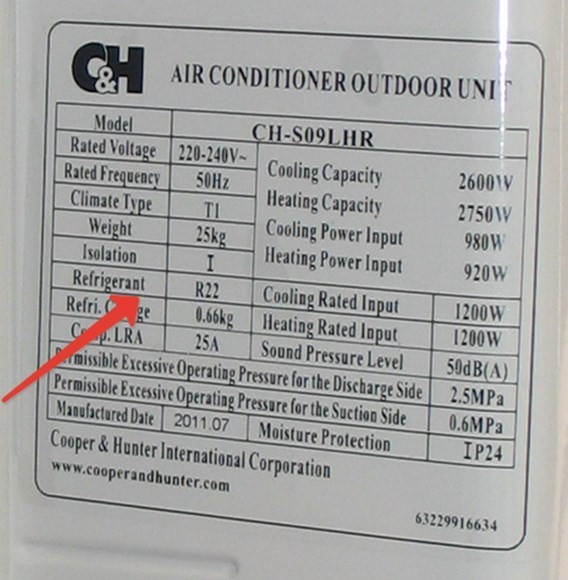 C&H AIR CONDITIONER OUTDOOR UNIT
Model CH-S09LHR
Rated Voltage 220-240V~
Rated Frequency 50Hz
Climate Type T1
Weight 25kg
Isolation I
Refrigerant R22
Refri. 0.66kg
LRA 25A
Cooling Capacity 2600W
Heating Capacity 2750W
Cooling Power Input 980W
Heating Power Input 920W
Cooling Rated Input 1200W
Heating Rated Input 1200W
Sound Pressure Level 50dB(A)
Permissible Excessive Operating Pressure for the Discharge Side 2.5MPa
Permissible Excessive Operating Pressure for the Suction Side 0.6MPa
Manufactured Date 2011.07 Moisture Protection IP24
Cooper & Hunter International Corporation
www.cooperandhunter.com
63229916634